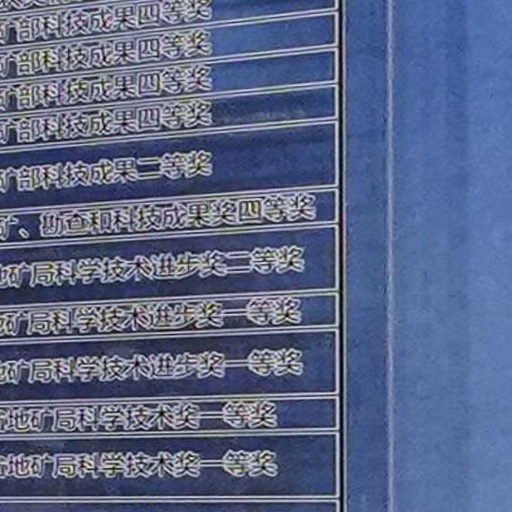 矿部科技成果四等奖
矿部科技成果四等奖
矿部科技成果四等奖
矿部科技成果四等奖
矿部科技成果二等奖
矿、勘查和科技成果奖四等奖
地矿局科学技术进步奖二等奖
地矿局科学技术进步奖一等奖
地矿局科学技术进步奖一等奖
省地矿局科学技术奖一等奖
省地矿局科学技术奖一等奖